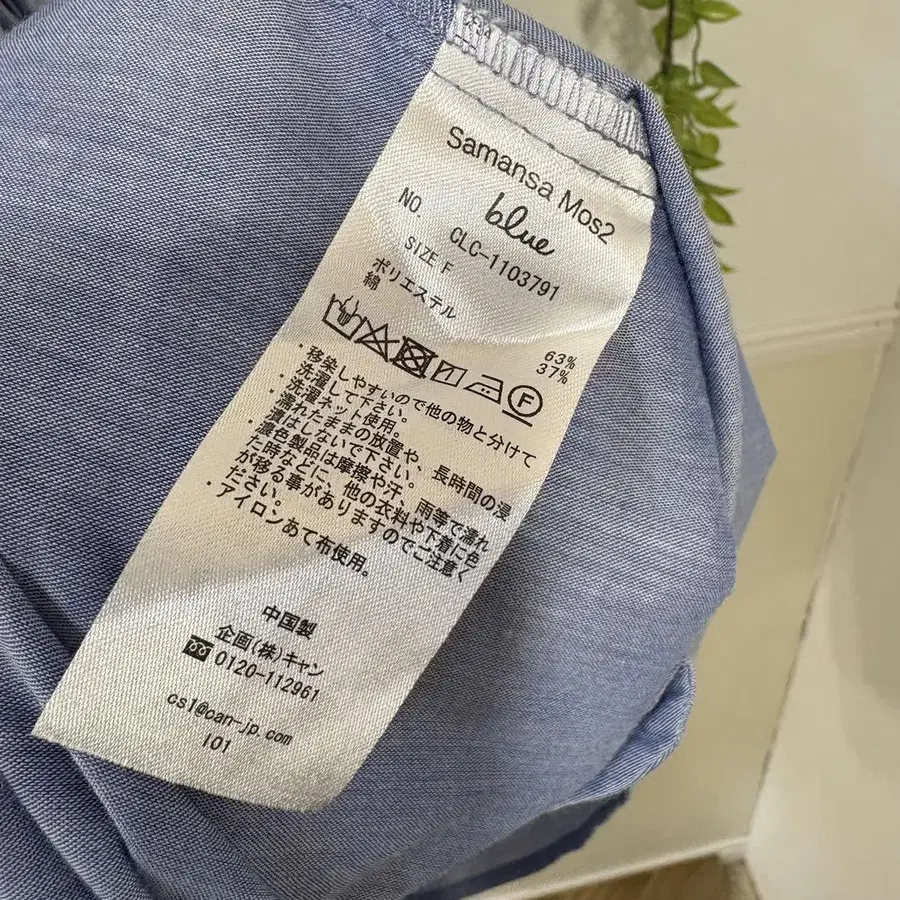 Samansa Mos2
blue
NO. CLC-1103791
SIZE F
ポリエステル 63%
綿 37%
F
・移染しやすいので他の物と分けて
洗濯して下さい。
・洗濯ネット使用。
・濡れたままの放置や、長時間の浸
漬はしないで下さい。
・濃色製品は摩擦や汗、雨等で濡れ
た時などに、他の衣料や下着に色
が移る事がありますのでご注意く
ださい。
・アイロンあて布使用。
中国製
企画(株)キャン
0120-112961
cs1@can-jp.com
I01